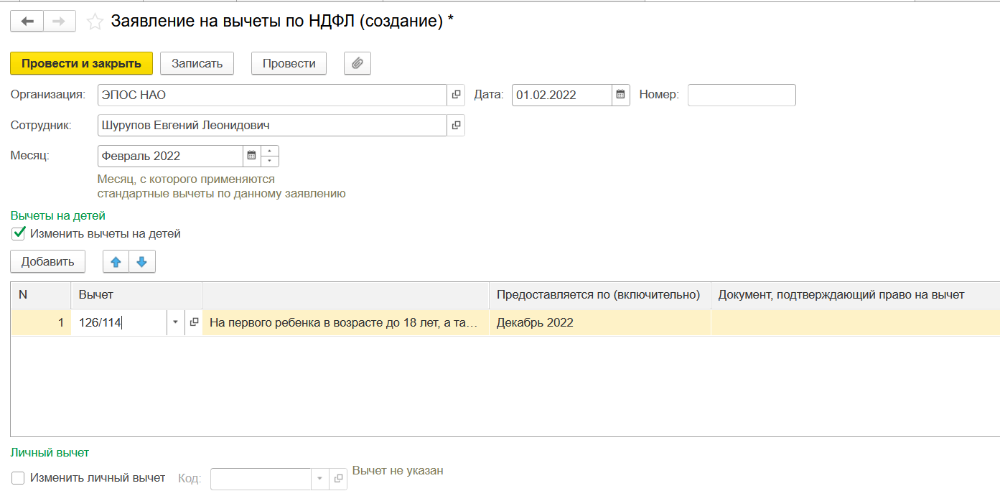 Заявление на вычеты по НДФЛ (создание) *
Провести и закрыть Записать Провести
Организация: ЭПОС НАО Дата: 01.02.2022 Номер:
Сотрудник: Шурупов Евгений Леонидович
Месяц: Февраль 2022
Месяц, с которого применяются
стандартные вычеты по данному заявлению
Вычеты на детей
Изменить вычеты на детей
Добавить
N Вычет Предоставляется по (включительно) Документ, подтверждающий право на вычет
1 126/114 На первого ребенка в возрасте до 18 лет, а та... Декабрь 2022
Личный вычет
Изменить личный вычет Код: Вычет не указан